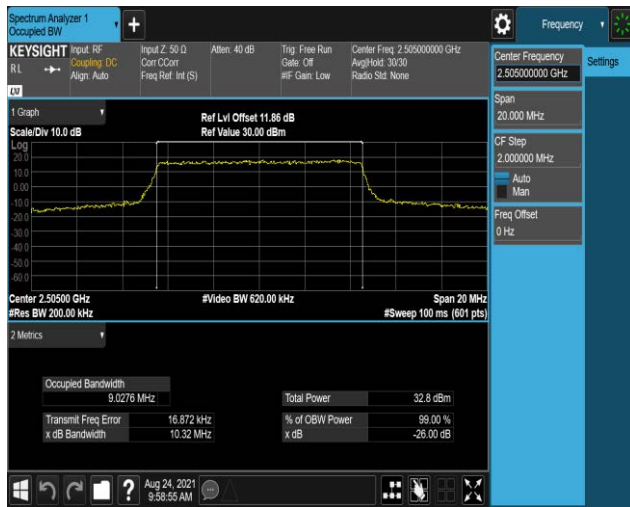 Spectrum Analyzer 1
Occupied BW
Frequency
KEYSIGHT
Input: RF
Coupling: DC
Align: Auto
Input Z: 50 Ω
Corr CCorr
Freq Ref: Int (S)
Atten: 40 dB
Trig: Free Run
Gate: Off
#IF Gain: Low
Center Freq: 2.505000000 GHz
Avg|Hold: 30/30
Radio Std: None
RL
LXI
Center Frequency
2.505000000 GHz
Settings
Span
20.000 MHz
CF Step
2.000000 MHz
Auto
Man
Freq Offset
0 Hz
1 Graph
Scale/Div 10.0 dB
Ref Lvl Offset 11.86 dB
Ref Value 30.00 dBm
Log
20.0
10.0
0.00
-10.0
-20.0
-30.0
-40.0
-50.0
-60.0
Center 2.50500 GHz
#Video BW 620.00 kHz
Span 20 MHz
#Res BW 200.00 kHz
#Sweep 100 ms (601 pts)
2 Metrics
Occupied Bandwidth
9.0276 MHz
Total Power
32.8 dBm
Transmit Freq Error
16.872 kHz
% of OBW Power
99.00 %
x dB Bandwidth
10.32 MHz
x dB
-26.00 dB
?
Aug 24, 2021
9:58:55 AM